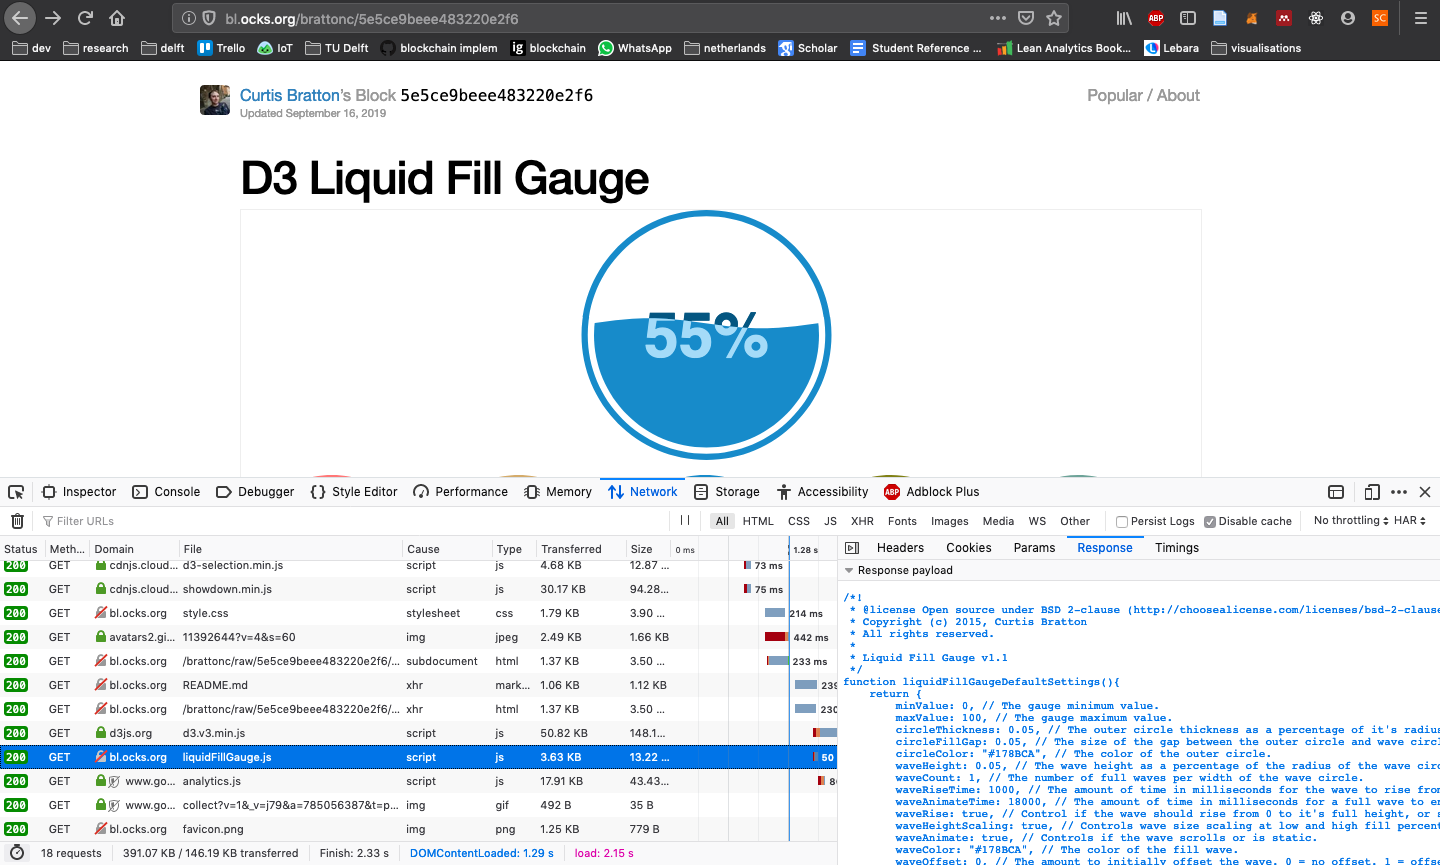 bl.ocks.org/brattonc/5e5ce9beee483220e2f6
ABP
SC
dev research delft Trello IoT TU Delft blockchain implem ig blockchain WhatsApp netherlands Scholar Student Reference ... Lean Analytics Book... Lebara visualisations
Curtis Bratton's Block 5e5ce9beee483220e2f6
Popular / About
Updated September 16, 2019
D3 Liquid Fill Gauge
55%
Inspector Console Debugger Style Editor Performance Memory Network Storage Accessibility ABP Adblock Plus
Filter URLs All HTML CSS JS XHR Fonts Images Media WS Other Persist Logs Disable cache No throttling HAR
Status Meth... Domain File Cause Type Transferred Size 0 ms 1.28 s
200 GET cdnjs.cloud... d3-selection.min.js script js 4.68 KB 12.87 ... 73 ms
200 GET cdnjs.cloud... showdown.min.js script js 30.17 KB 94.28... 75 ms
200 GET bl.ocks.org style.css stylesheet css 1.79 KB 3.90 ... 214 ms
200 GET avatars2.gi... 11392644?v=4&s=60 img jpeg 2.49 KB 1.66 KB 442 ms
200 GET bl.ocks.org /brattonc/raw/5e5ce9beee483220e2f6/... subdocument html 1.37 KB 3.50 ... 233 ms
200 GET bl.ocks.org README.md xhr mark... 1.06 KB 1.12 KB 239
200 GET bl.ocks.org /brattonc/raw/5e5ce9beee483220e2f6/... xhr html 1.37 KB 3.50 ... 230
200 GET d3js.org d3.v3.min.js script js 50.82 KB 148.1...
200 GET bl.ocks.org liquidFillGauge.js script js 3.63 KB 13.22 ... 50
200 GET www.go... analytics.js script js 17.91 KB 43.43...
200 GET www.go... collect?v=1&_v=j79&a=785056387&t=p... img gif 492 B 35 B
200 GET bl.ocks.org favicon.png img png 1.25 KB 779 B
18 requests 391.07 KB / 146.19 KB transferred Finish: 2.33 s DOMContentLoaded: 1.29 s load: 2.15 s
Headers Cookies Params Response Timings
Response payload
/*!
* @license Open source under BSD 2-clause (http://choosealicense.com/licenses/bsd-2-clause
* Copyright (c) 2015, Curtis Bratton
* All rights reserved.
*
* Liquid Fill Gauge v1.1
*/
function liquidFillGaugeDefaultSettings(){
return {
minValue: 0, // The gauge minimum value.
maxValue: 100, // The gauge maximum value.
circleThickness: 0.05, // The outer circle thickness as a percentage of it's radius
circleFillGap: 0.05, // The size of the gap between the outer circle and wave circl
circleColor: "#178BCA", // The color of the outer circle.
waveHeight: 0.05, // The wave height as a percentage of the radius of the wave circ
waveCount: 1, // The number of full waves per width of the wave circle.
waveRiseTime: 1000, // The amount of time in milliseconds for the wave to rise from
waveAnimateTime: 18000, // The amount of time in milliseconds for a full wave to en
waveRise: true, // Control if the wave should rise from 0 to it's full height, or s
waveHeightScaling: true, // Controls wave size scaling at low and high fill percent
waveAnimate: true, // Controls if the wave scrolls or is static.
waveColor: "#178BCA", // The color of the fill wave.
waveOffset: 0, // The amount to initially offset the wave. 0 = no offset. 1 = offse